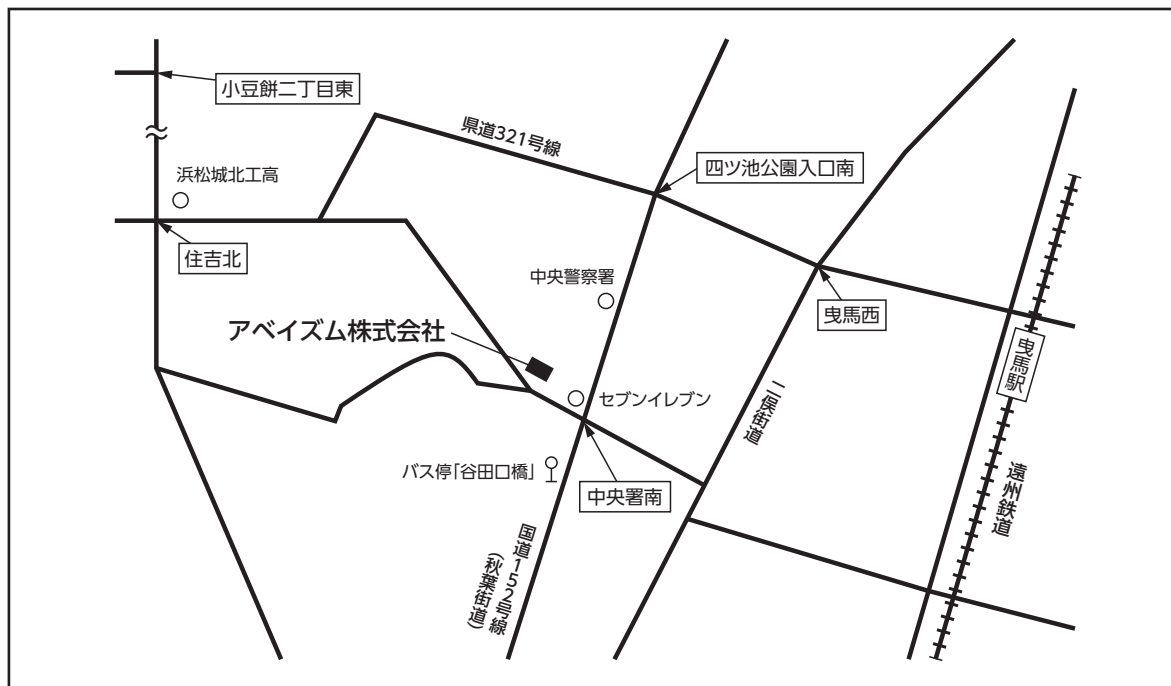 小豆餅二丁目東
県道321号線
四ツ池公園入口南
浜松城北工高
住吉北
中央警察署
曳馬西
アベイズム株式会社
曳馬駅
セブンイレブン
二俣街道
バス停「谷田口橋」
中央署南
遠州鉄道
国道152号線
(秋葉街道)